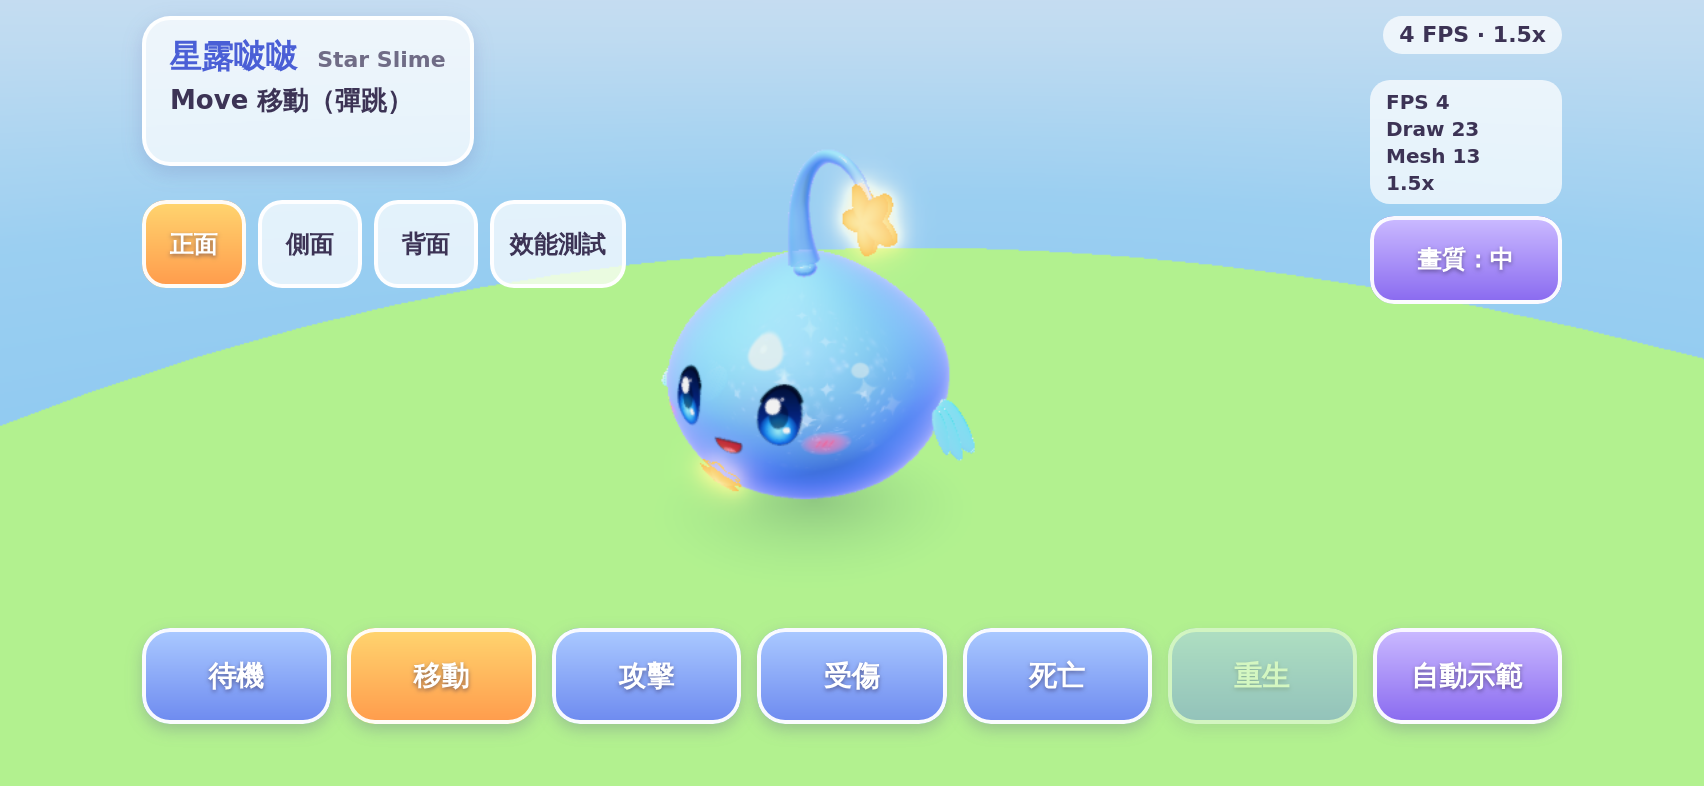 星露啵啵 Star Slime
Move 移動（彈跳）
4 FPS · 1.5x
FPS 4
Draw 23
Mesh 13
1.5x
正面
側面
背面
效能測試
畫質：中
待機
移動
攻擊
受傷
死亡
重生
自動示範